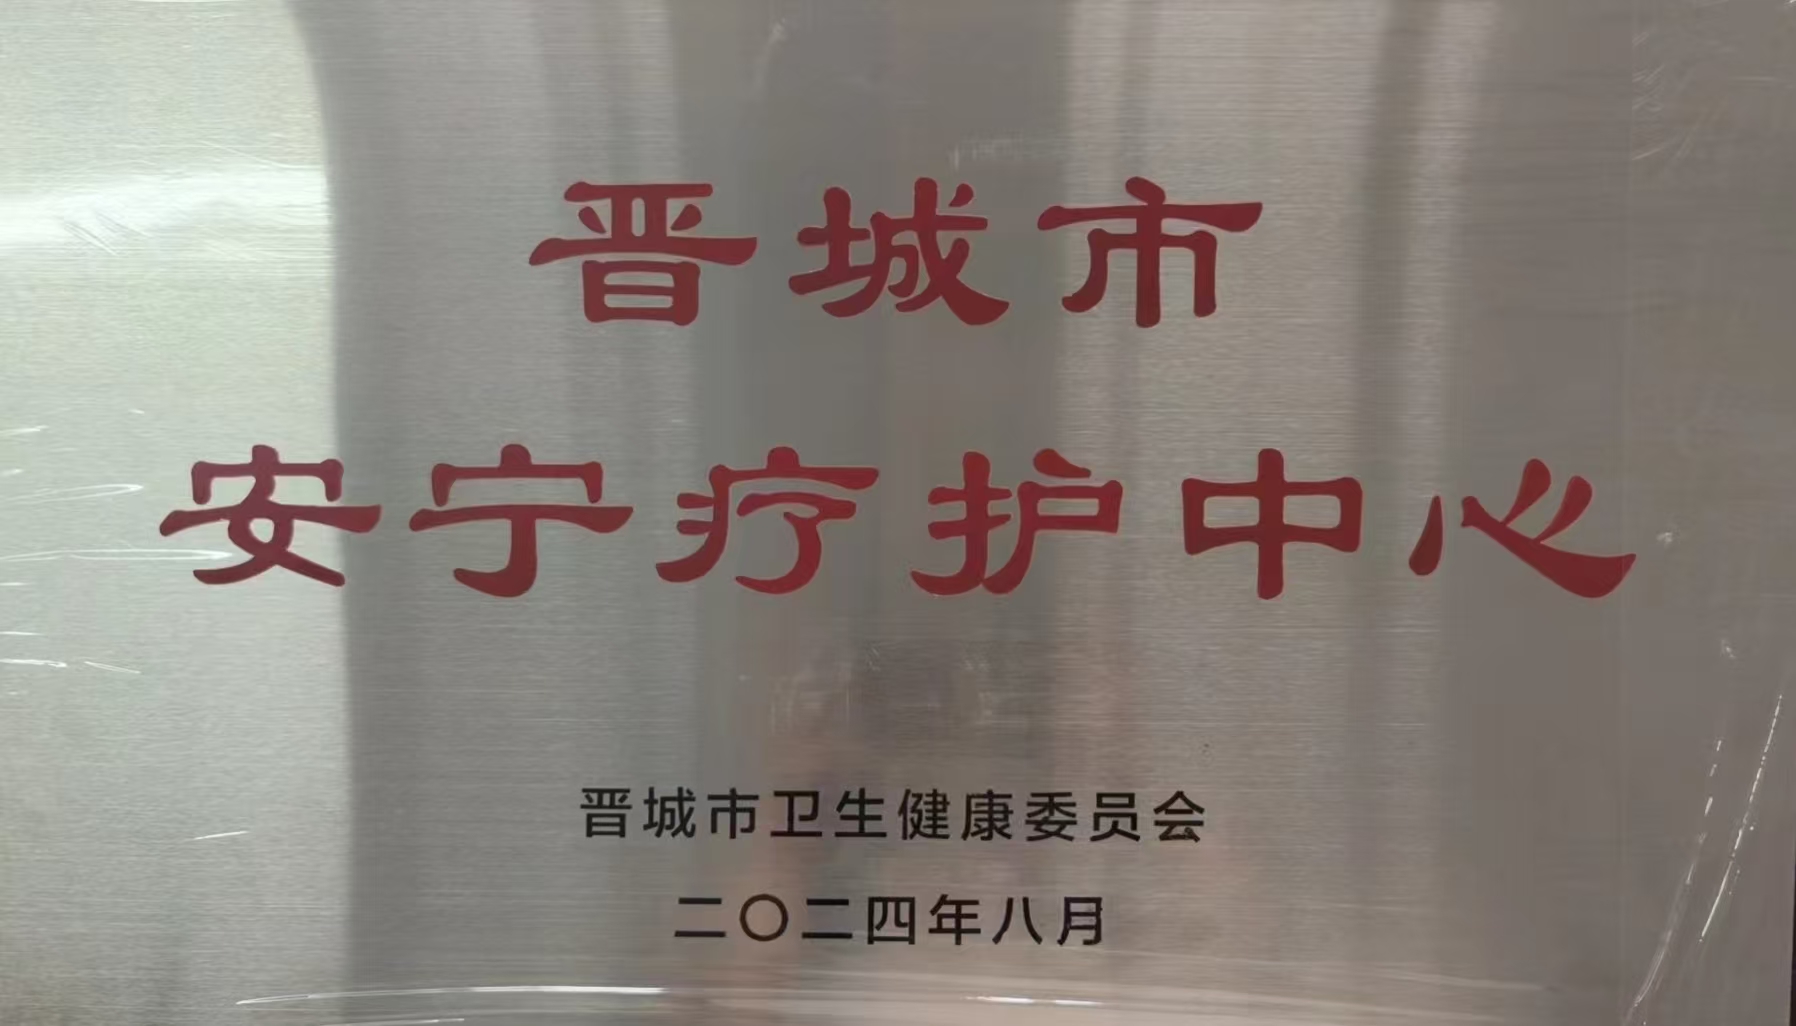 晋城市
安宁疗护中心
晋城市卫生健康委员会
二〇二四年八月